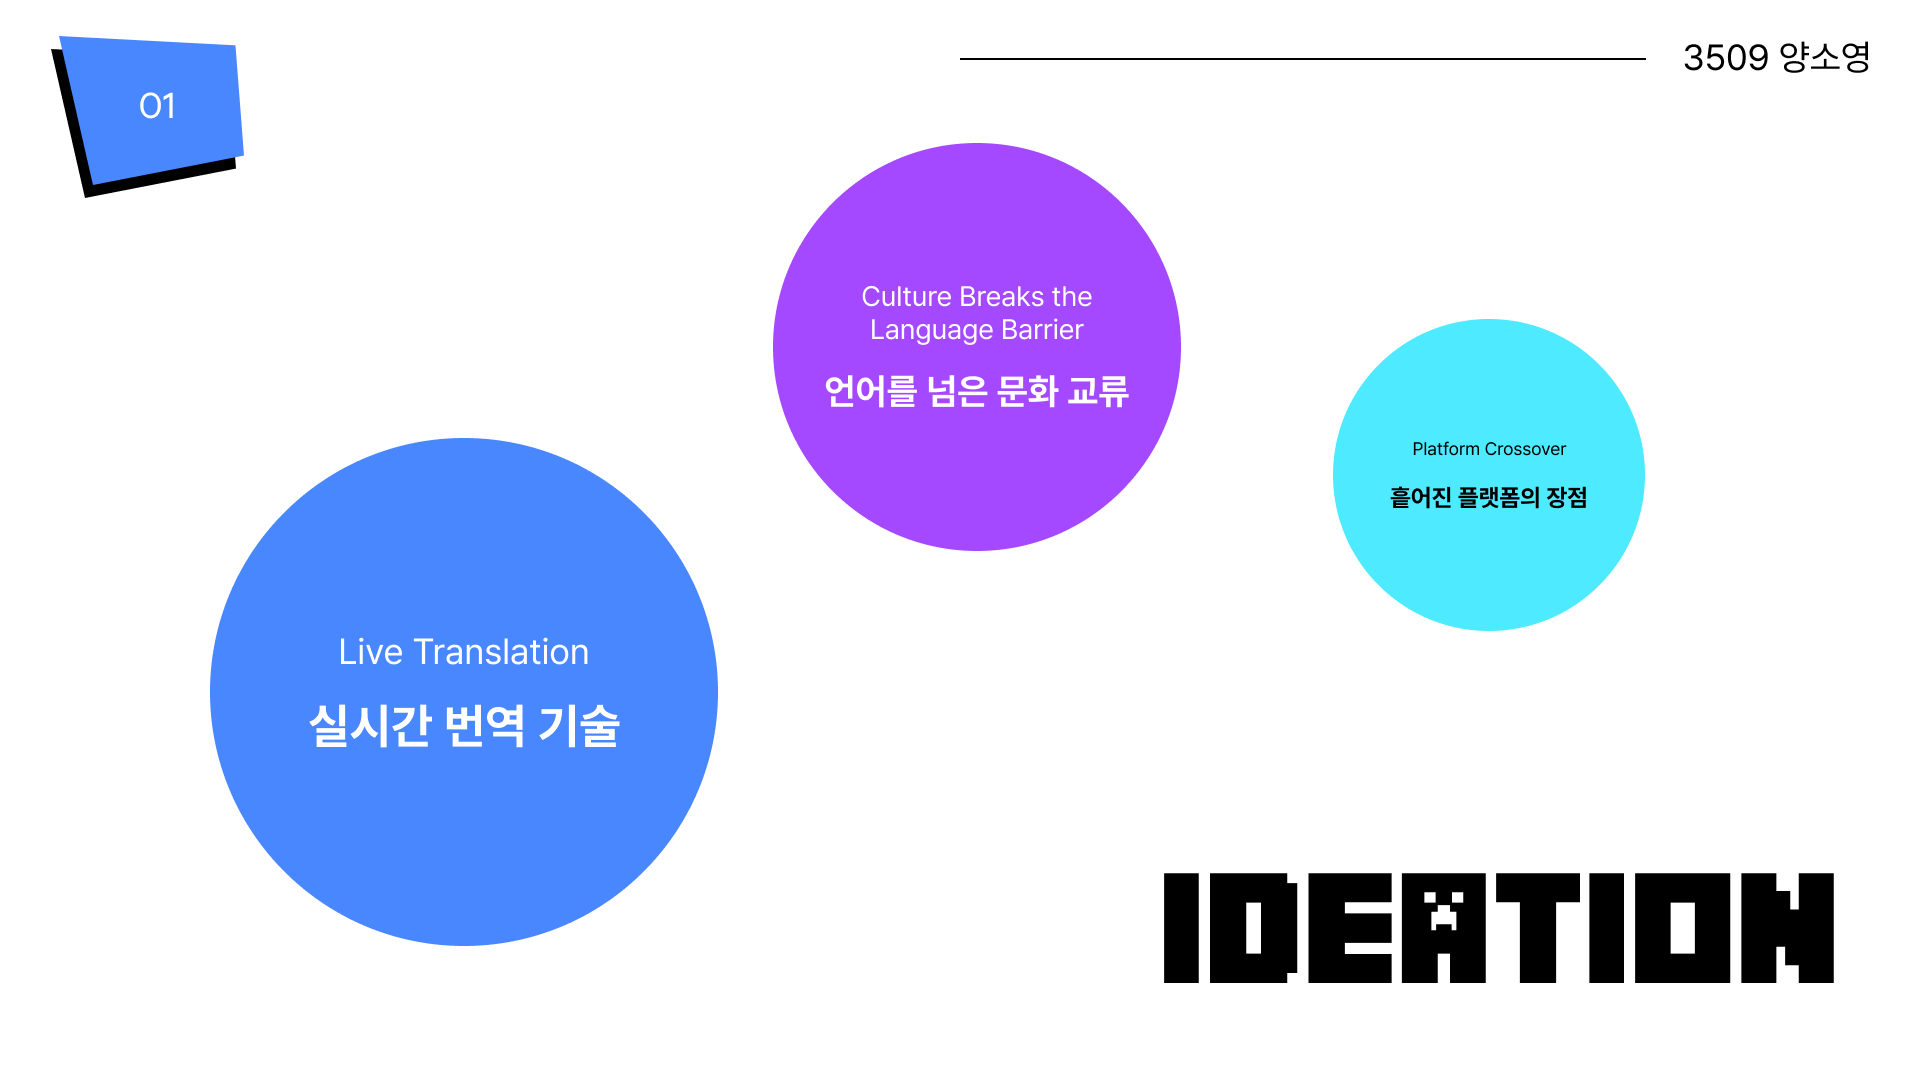 01
3509 양소영
Culture Breaks the
Language Barrier
언어를 넘은 문화 교류
Platform Crossover
흩어진 플랫폼의 장점
Live Translation
실시간 번역 기술
IDEATION